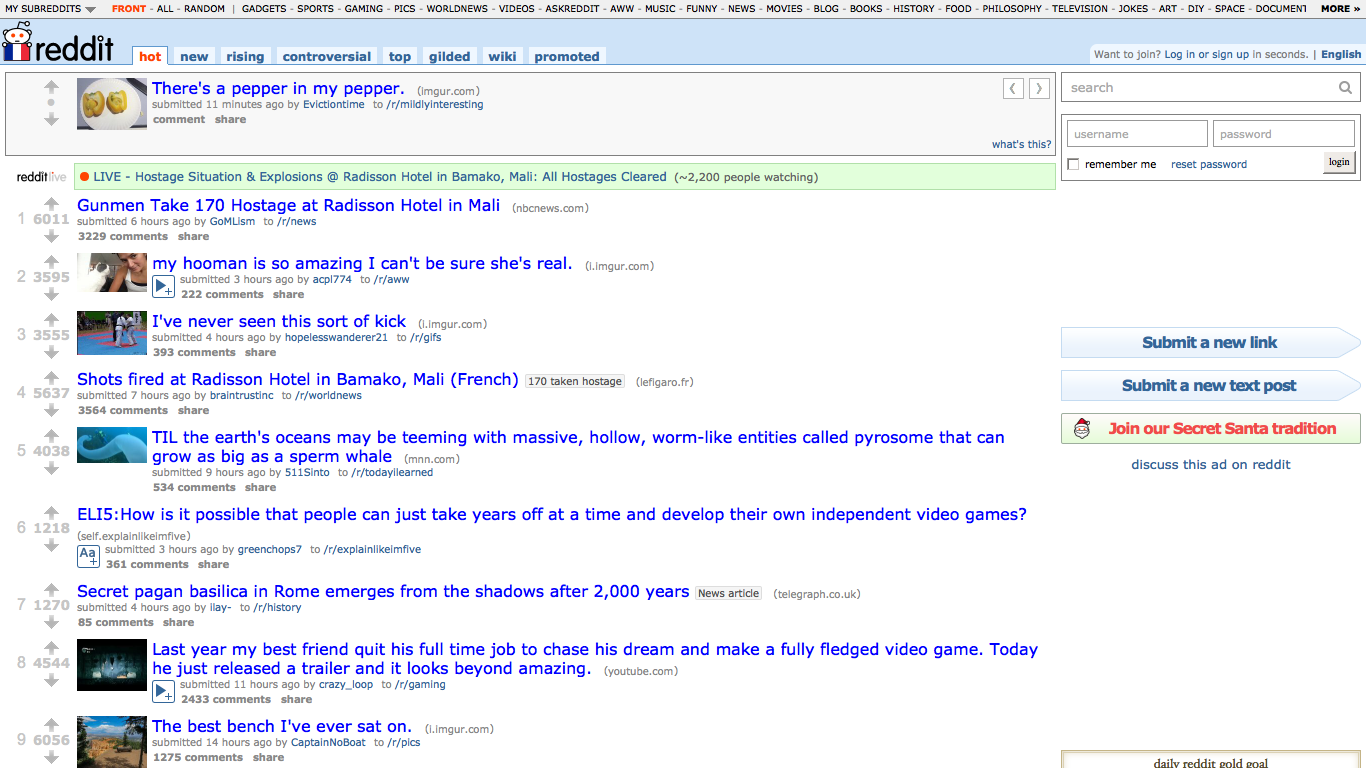 MY SUBREDDITS FRONT - ALL - RANDOM | GADGETS - SPORTS - GAMING - PICS - WORLDNEWS - VIDEOS - ASKREDDIT - AWW - MUSIC - FUNNY - NEWS - MOVIES - BLOG - BOOKS - HISTORY - FOOD - PHILOSOPHY - TELEVISION - JOKES - ART - DIY - SPACE - DOCUMENT MORE »
reddit hot new rising controversial top gilded wiki promoted
Want to join? Log in or sign up in seconds. | English
There's a pepper in my pepper. (imgur.com)
submitted 11 minutes ago by Evictiontime to /r/mildlyinteresting
comment share
what's this?
search
username password
remember me reset password login
redditlive LIVE - Hostage Situation & Explosions @ Radisson Hotel in Bamako, Mali: All Hostages Cleared (~2,200 people watching)
1 6011 Gunmen Take 170 Hostage at Radisson Hotel in Mali (nbcnews.com)
submitted 6 hours ago by GoMLism to /r/news
3229 comments share
2 3595 my hooman is so amazing I can't be sure she's real. (i.imgur.com)
submitted 3 hours ago by acpl774 to /r/aww
222 comments share
3 3555 I've never seen this sort of kick (i.imgur.com)
submitted 4 hours ago by hopelesswanderer21 to /r/gifs
393 comments share
4 5637 Shots fired at Radisson Hotel in Bamako, Mali (French) 170 taken hostage (lefigaro.fr)
submitted 7 hours ago by braintrustinc to /r/worldnews
3564 comments share
5 4038 TIL the earth's oceans may be teeming with massive, hollow, worm-like entities called pyrosome that can
grow as big as a sperm whale (mnn.com)
submitted 9 hours ago by 511Sinto to /r/todayilearned
534 comments share
6 1218 ELI5:How is it possible that people can just take years off at a time and develop their own independent video games?
(self.explainlikeimfive)
Aa submitted 3 hours ago by greenchops7 to /r/explainlikeimfive
361 comments share
7 1270 Secret pagan basilica in Rome emerges from the shadows after 2,000 years News article (telegraph.co.uk)
submitted 4 hours ago by ilay- to /r/history
85 comments share
8 4544 Last year my best friend quit his full time job to chase his dream and make a fully fledged video game. Today
he just released a trailer and it looks beyond amazing. (youtube.com)
submitted 11 hours ago by crazy_loop to /r/gaming
2433 comments share
9 6056 The best bench I've ever sat on. (i.imgur.com)
submitted 14 hours ago by CaptainNoBoat to /r/pics
1275 comments share
Submit a new link
Submit a new text post
Join our Secret Santa tradition
discuss this ad on reddit
daily reddit gold goal